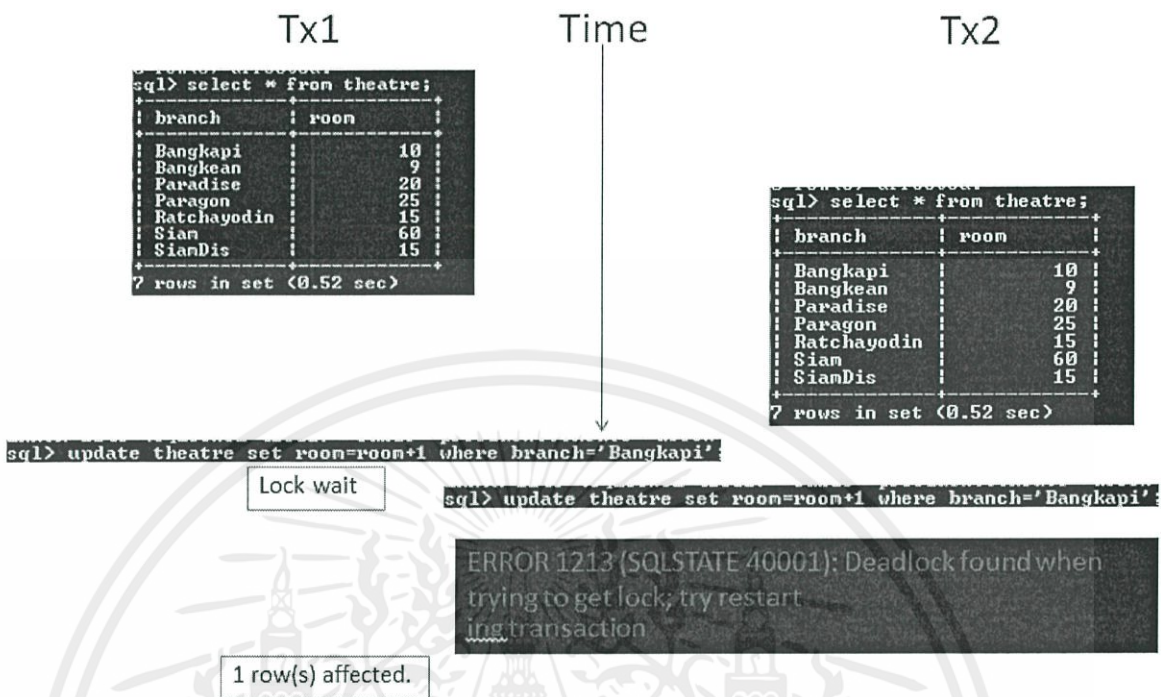 Tx1
Time
Tx2
sql> select * from theatre;
branch room
Bangkapi 10
Bangkean 9
Paradise 20
Paragon 25
Ratchayodin 15
Siam 60
SiamDis 15
7 rows in set (0.52 sec)
sql> select * from theatre;
branch room
Bangkapi 10
Bangkean 9
Paradise 20
Paragon 25
Ratchayodin 15
Siam 60
SiamDis 15
7 rows in set (0.52 sec)
sql> update theatre set room=room+1 where branch='Bangkapi';
Lock wait
sql> update theatre set room=room+1 where branch='Bangkapi';
ERROR 1213 (SQLSTATE 40001): Deadlock found when
trying to get lock; try restart
ing transaction
1 row(s) affected.